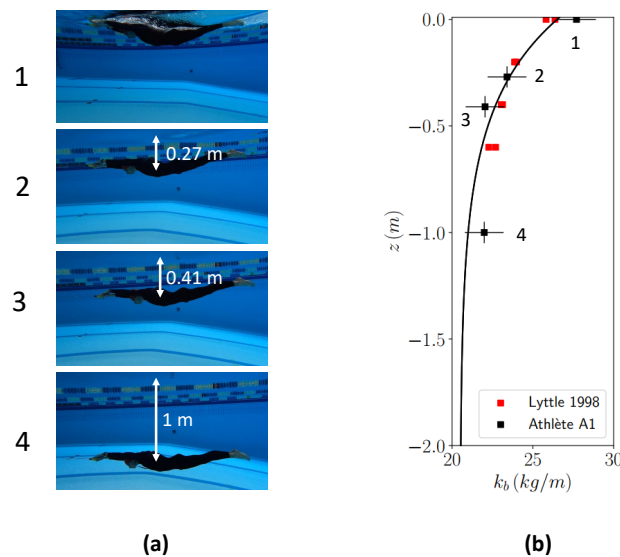 1
2
0.27 m
3
0.41 m
4
1 m
(a)
0.0
−0.5
−1.0
−1.5
−2.0
z (m)
1
2
3
4
Lyttle 1998
Athlète A1
20
25
30
k_b (kg/m)
(b)